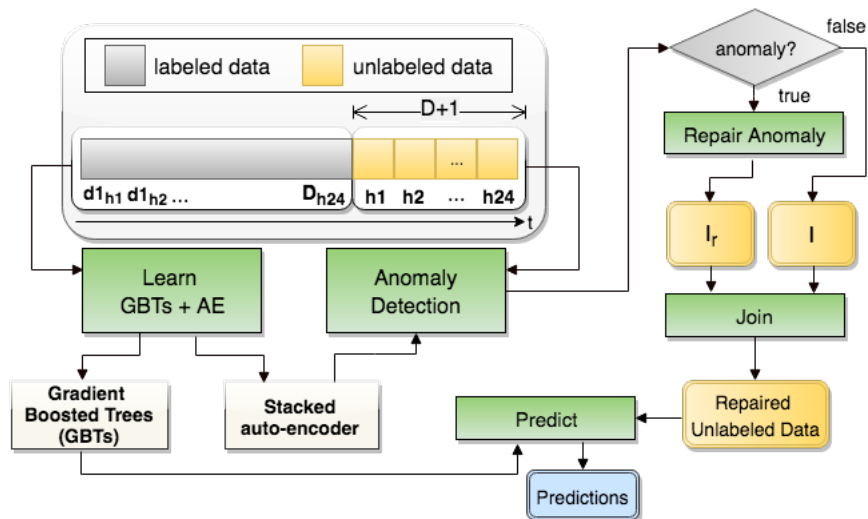 labeled data
unlabeled data
D+1
...
d1h1 d1h2 ...
Dh24
h1 h2 ... h24
t
anomaly?
false
true
Repair Anomaly
Ir
I
Join
Learn
GBTs + AE
Anomaly
Detection
Gradient
Boosted Trees
(GBTs)
Stacked
auto-encoder
Predict
Repaired
Unlabeled Data
Predictions